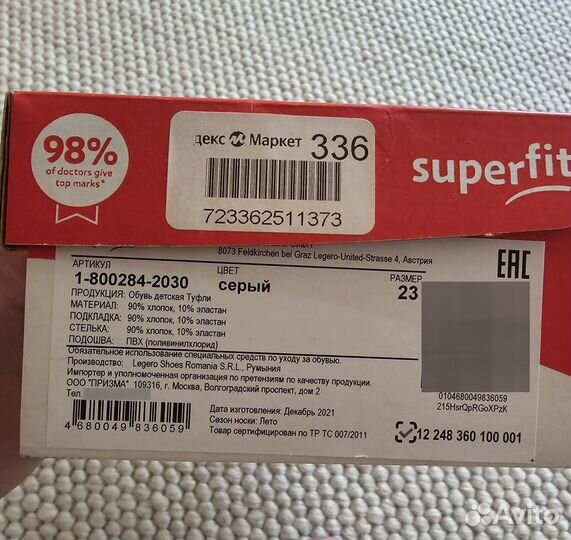 98%
of doctors give
top marks*
декс Маркет 336
723362511373
superfit
8073 Feldkirchen bei Graz Legero-United-Strasse 4, Австрия
АРТИКУЛ ЦВЕТ РАЗМЕР
1-800284-2030 серый 23
ПРОДУКЦИЯ: Обувь детская Туфли
МАТЕРИАЛ: 90% хлопок, 10% эластан
ПОДКЛАДКА: 90% хлопок, 10% эластан
СТЕЛЬКА: 90% хлопок, 10% эластан
ПОДОШВА: ПВХ (поливинилхлорид)
Обязательное использование специальных средств по уходу за обувью.
Производитель: Legero Shoes Romania S.R.L., Румыния
Импортер и уполномоченная организация по претензиям по качеству продукции.
ООО "ПРИЗМА" 109316, г. Москва, Волгоградский проспект, дом 2
Тел.
Дата изготовления: Декабрь 2021
Сезон носки: Лето
Товар сертифицирован по ТР ТС 007/2011
4 680049 836059
EAC
0104680049836059
215HsrQpRGoXPzK
12 248 360 100 001
Avito